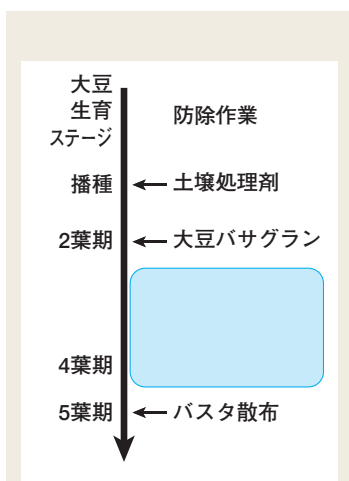 大豆
生育
ステージ
防除作業
播種 土壌処理剤
2葉期 大豆バサグラン
4葉期
5葉期 バスタ散布